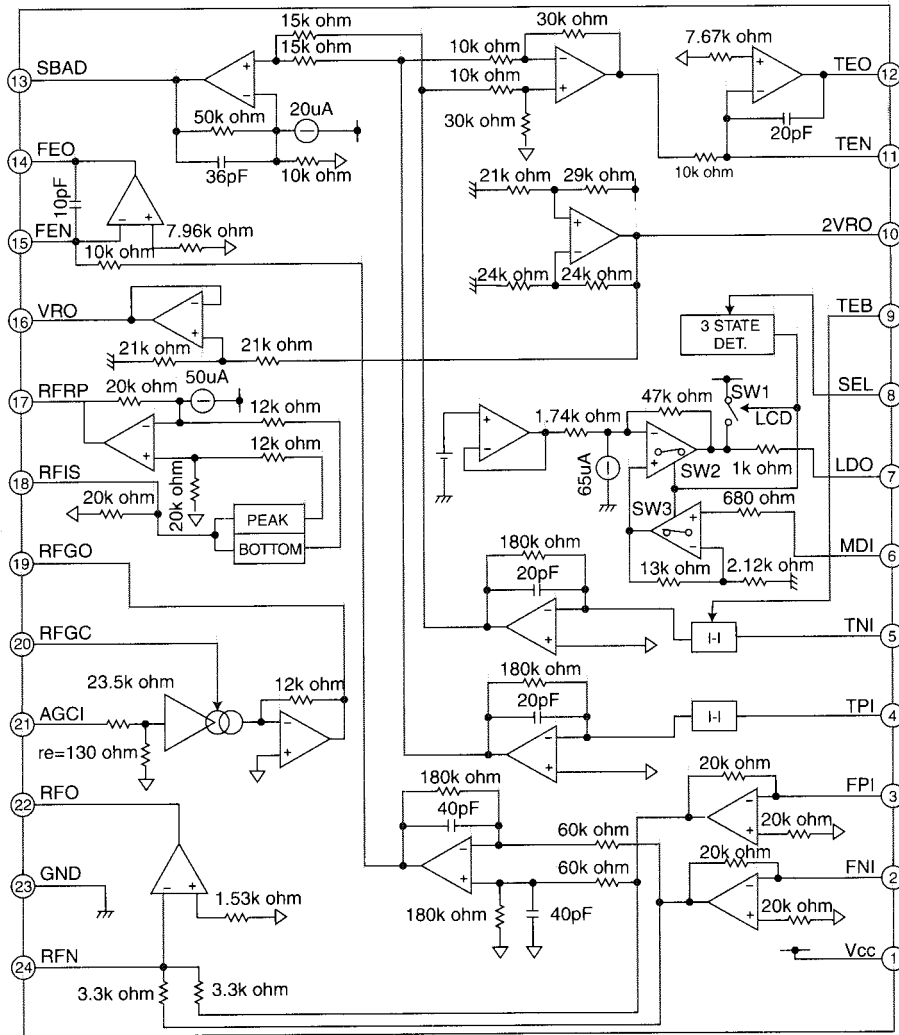 15k ohm
15k ohm
30k ohm
10k ohm
10k ohm
30k ohm
7.67k ohm
+
−
20pF
10k ohm
13 SBAD
TEO 12
+
−
20uA
50k ohm
36pF
10k ohm
−
+
14 FEO
TEN 11
10pF
−
+
7.96k ohm
15 FEN
10k ohm
21k ohm
29k ohm
+
−
24k ohm
24k ohm
2VRO 10
16 VRO
−
+
21k ohm
21k ohm
TEB 9
3 STATE
DET.
17 RFRP
20k ohm
50uA
12k ohm
12k ohm
−
+
20k ohm
SEL 8
SW1
LCD
47k ohm
1.74k ohm
+
−
65uA
−
+
SW2
1k ohm
LDO 7
18 RFIS
20k ohm
PEAK
BOTTOM
SW3
680 ohm
+
−
13k ohm
2.12k ohm
MDI 6
19 RFGO
180k ohm
20pF
−
+
I-I
TNI 5
20 RFGC
23.5k ohm
12k ohm
−
+
21 AGCI
re=130 ohm
180k ohm
20pF
−
+
I-I
TPI 4
22 RFO
180k ohm
40pF
−
+
60k ohm
60k ohm
180k ohm
40pF
20k ohm
−
+
20k ohm
FPI 3
23 GND
−
+
1.53k ohm
20k ohm
−
+
20k ohm
FNI 2
24 RFN
3.3k ohm
3.3k ohm
Vcc 1